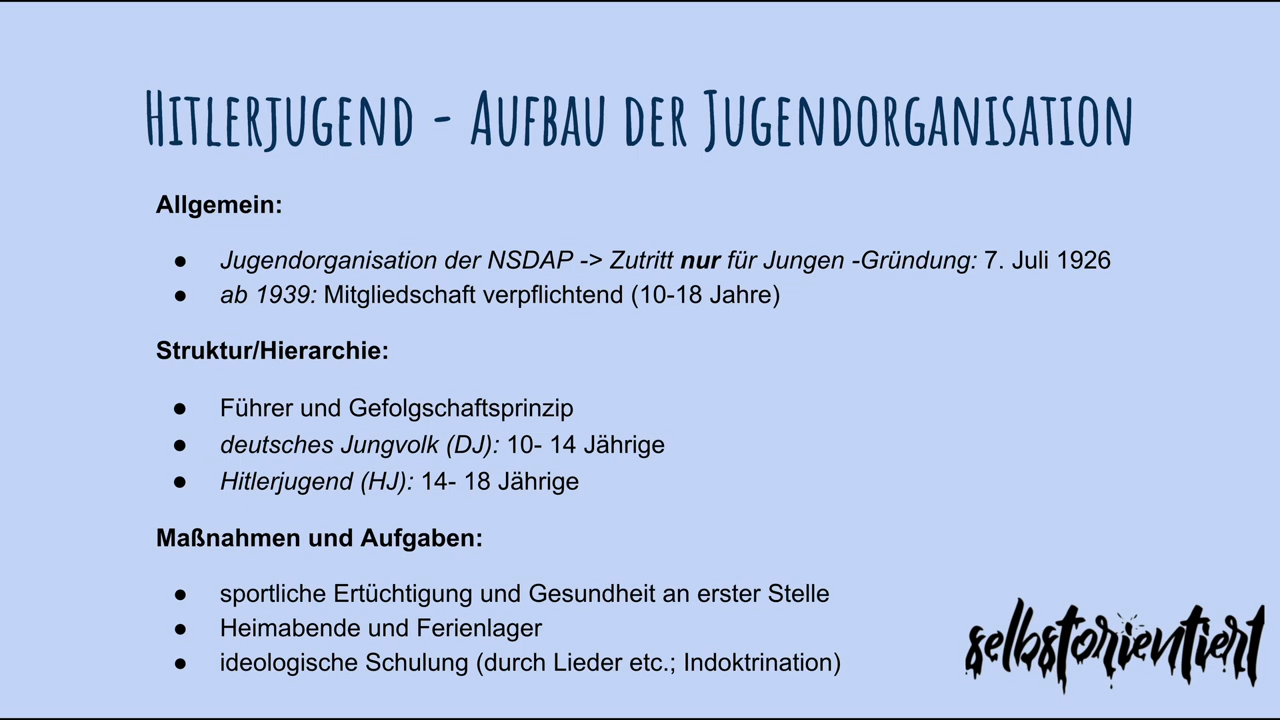 Hitlerjugend - Aufbau der Jugendorganisation
Allgemein:
● Jugendorganisation der NSDAP -> Zutritt nur für Jungen -Gründung: 7. Juli 1926
● ab 1939: Mitgliedschaft verpflichtend (10-18 Jahre)
Struktur/Hierarchie:
● Führer und Gefolgschaftsprinzip
● deutsches Jungvolk (DJ): 10- 14 Jährige
● Hitlerjugend (HJ): 14- 18 Jährige
Maßnahmen und Aufgaben:
● sportliche Ertüchtigung und Gesundheit an erster Stelle
● Heimabende und Ferienlager
● ideologische Schulung (durch Lieder etc.; Indoktrination)
selbstorientiert